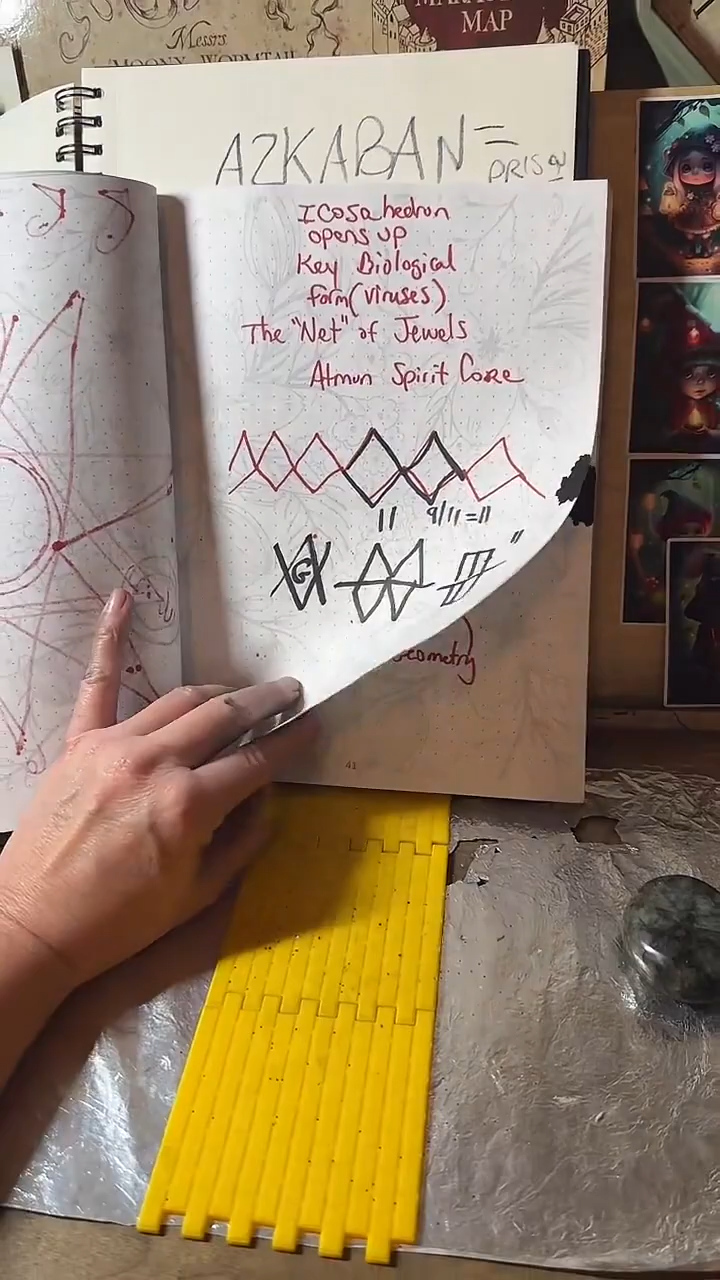 Messrs
MOONY WORMTAIL
MAP
AZKABAN =
PRISON
Icosahedron
opens up
Key Biological
form (viruses)
The "Net" of Jewels
Atmun Spirit Core
11 9/11=11
G
eometry
41